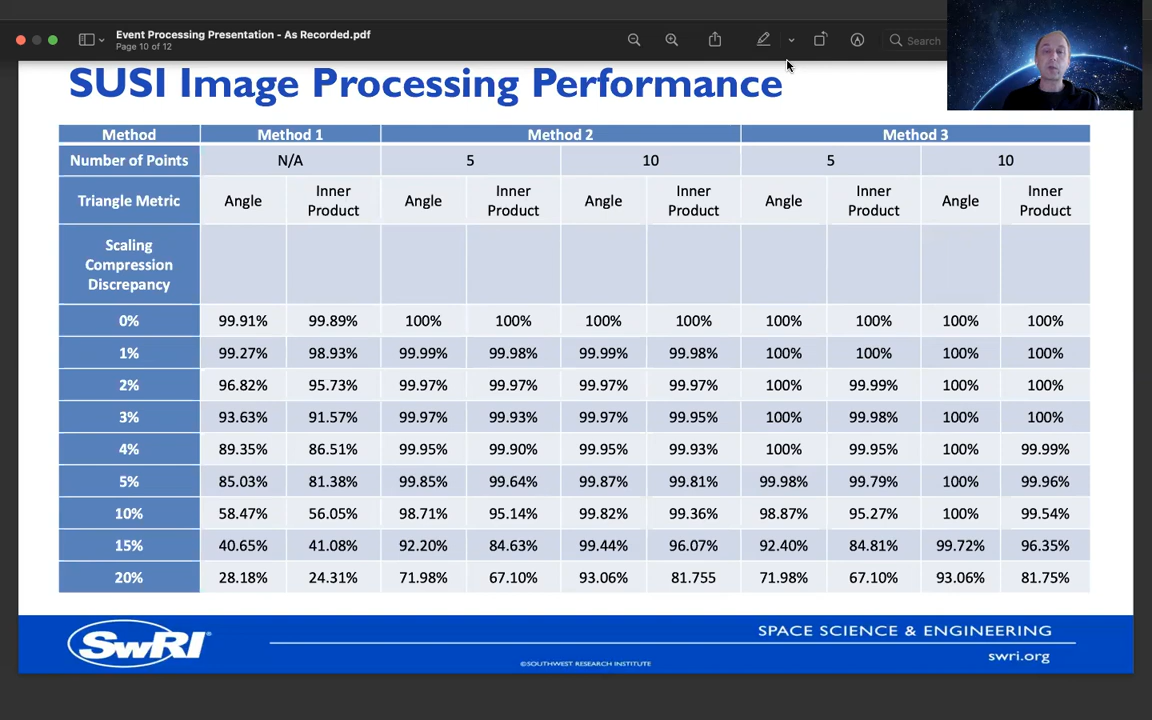 Event Processing Presentation - As Recorded.pdf
Page 10 of 12
Search
SUSI Image Processing Performance
Method Method 1 Method 2 Method 3
Number of Points N/A 5 10 5 10
Triangle Metric Angle Inner Product Angle Inner Product Angle Inner Product Angle Inner Product Angle Inner Product
Scaling
Compression
Discrepancy
0% 99.91% 99.89% 100% 100% 100% 100% 100% 100% 100% 100%
1% 99.27% 98.93% 99.99% 99.98% 99.99% 99.98% 100% 100% 100% 100%
2% 96.82% 95.73% 99.97% 99.97% 99.97% 99.97% 100% 99.99% 100% 100%
3% 93.63% 91.57% 99.97% 99.93% 99.97% 99.95% 100% 99.98% 100% 100%
4% 89.35% 86.51% 99.95% 99.90% 99.95% 99.93% 100% 99.95% 100% 99.99%
5% 85.03% 81.38% 99.85% 99.64% 99.87% 99.81% 99.98% 99.79% 100% 99.96%
10% 58.47% 56.05% 98.71% 95.14% 99.82% 99.36% 98.87% 95.27% 100% 99.54%
15% 40.65% 41.08% 92.20% 84.63% 99.44% 96.07% 92.40% 84.81% 99.72% 96.35%
20% 28.18% 24.31% 71.98% 67.10% 93.06% 81.755 71.98% 67.10% 93.06% 81.75%
SwRI®
SPACE SCIENCE & ENGINEERING
©SOUTHWEST RESEARCH INSTITUTE
swri.org